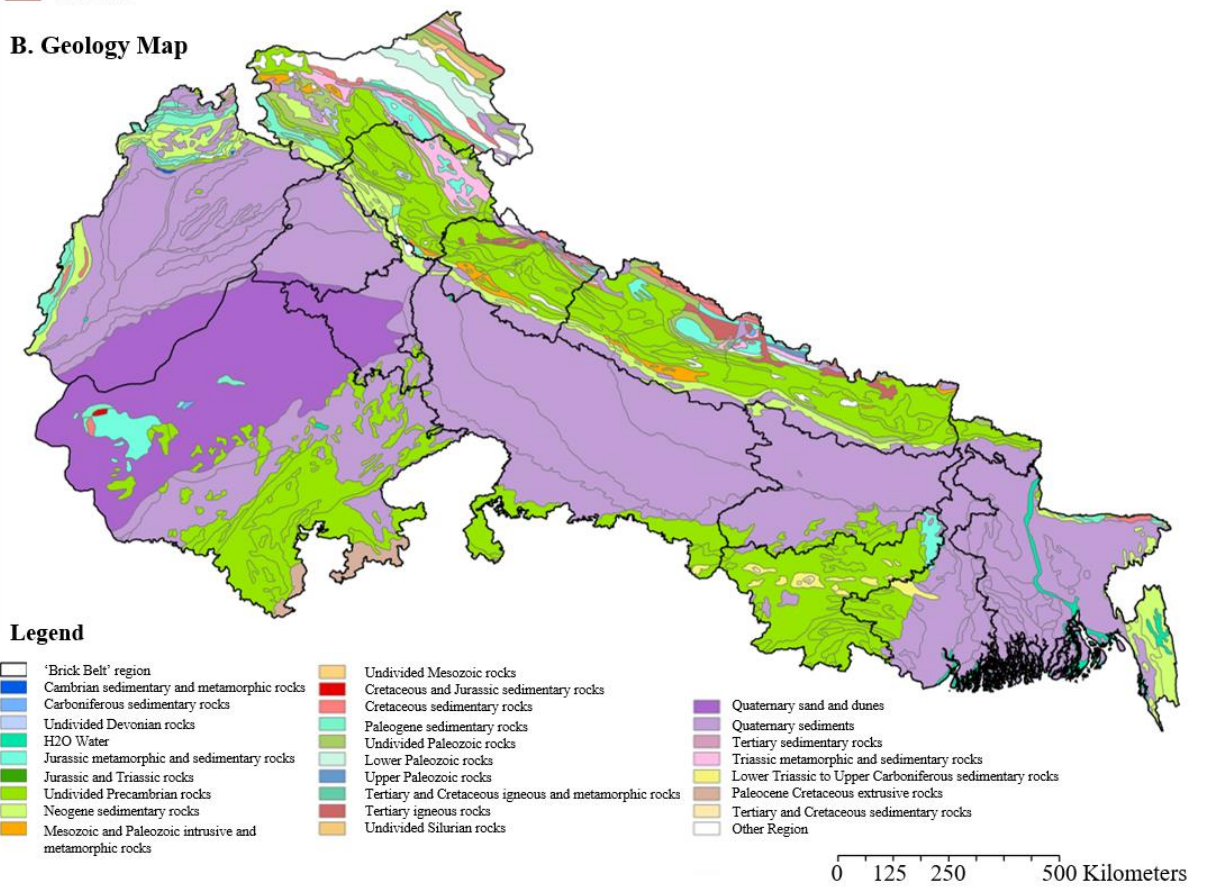 B. Geology Map
Legend
'Brick Belt' region
Cambrian sedimentary and metamorphic rocks
Carboniferous sedimentary rocks
Undivided Devonian rocks
H2O Water
Jurassic metamorphic and sedimentary rocks
Jurassic and Triassic rocks
Undivided Precambrian rocks
Neogene sedimentary rocks
Mesozoic and Paleozoic intrusive and
metamorphic rocks
Undivided Mesozoic rocks
Cretaceous and Jurassic sedimentary rocks
Cretaceous sedimentary rocks
Paleogene sedimentary rocks
Undivided Paleozoic rocks
Lower Paleozoic rocks
Upper Paleozoic rocks
Tertiary and Cretaceous igneous and metamorphic rocks
Tertiary igneous rocks
Undivided Silurian rocks
Quaternary sand and dunes
Quaternary sediments
Tertiary sedimentary rocks
Triassic metamorphic and sedimentary rocks
Lower Triassic to Upper Carboniferous sedimentary rocks
Paleocene Cretaceous extrusive rocks
Tertiary and Cretaceous sedimentary rocks
Other Region
0 125 250 500 Kilometers